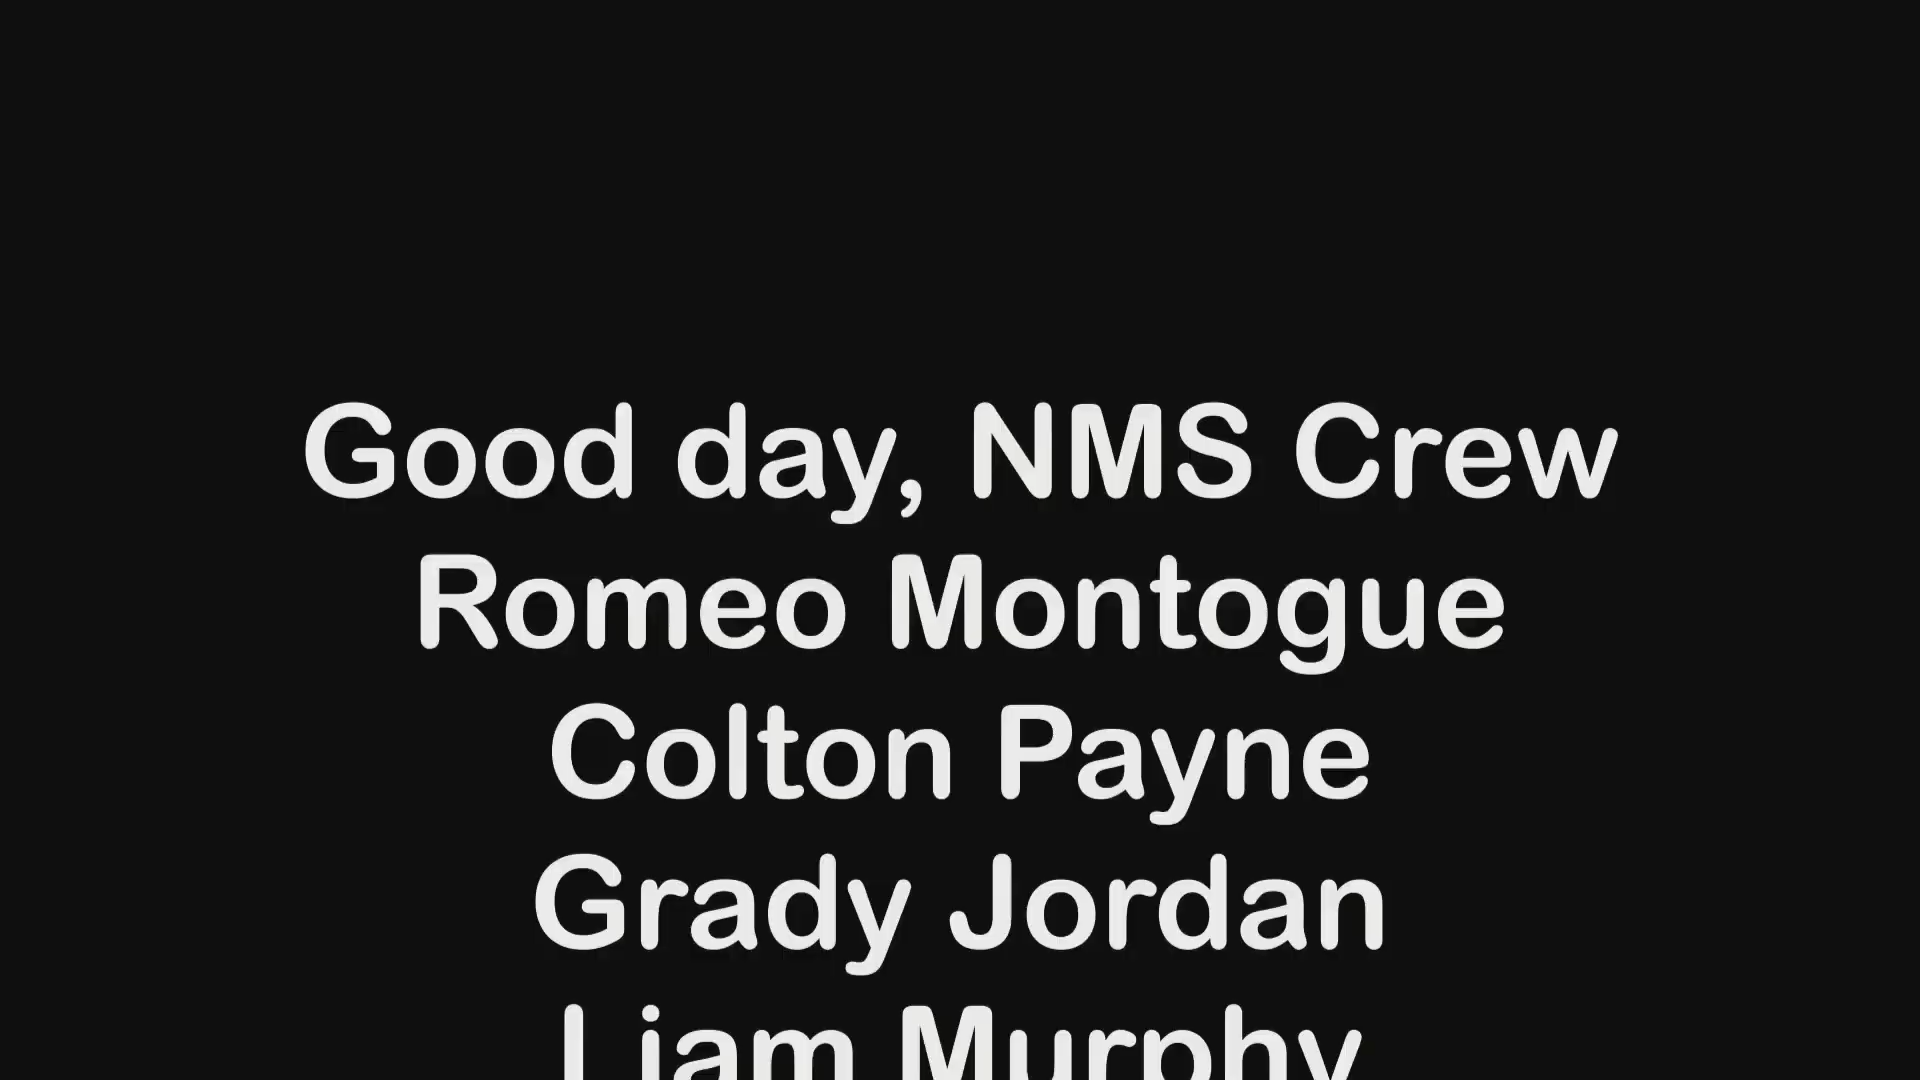 Good day, NMS Crew
Romeo Montogue
Colton Payne
Grady Jordan
Liam Murphy